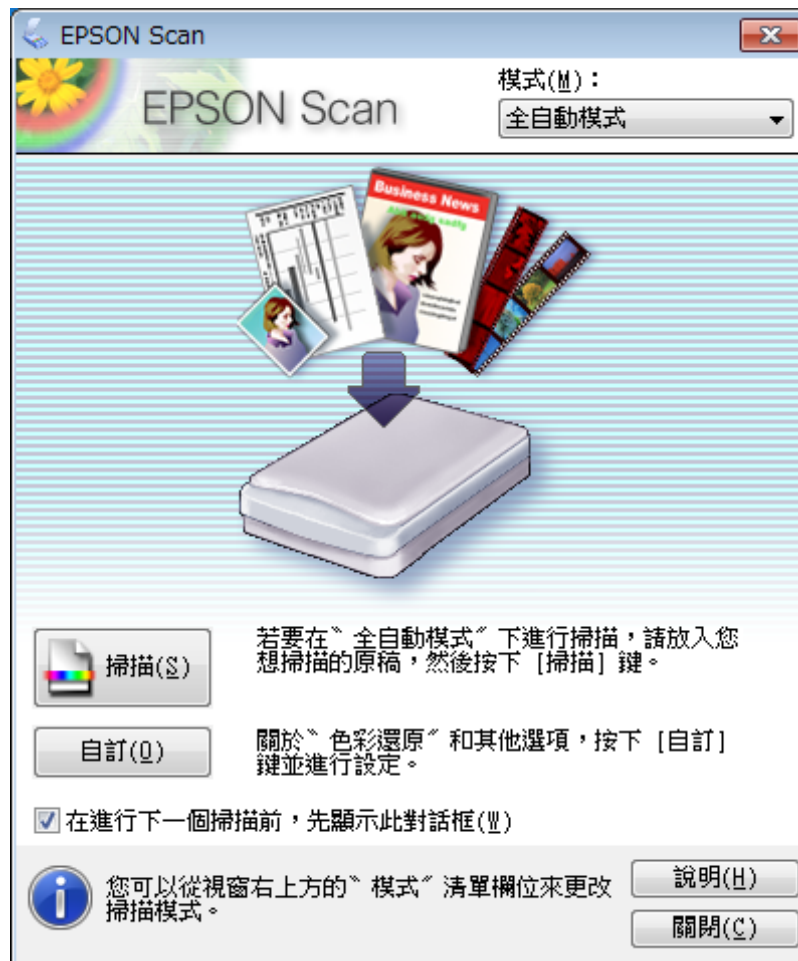 EPSON Scan
EPSON Scan
模式(M)：
全自動模式
Business News
掃描(S)
若要在〝全自動模式〞下進行掃描，請放入您
想掃描的原稿，然後按下 [掃描] 鍵。
自訂(O)
關於〝色彩還原〞和其他選項，按下 [自訂]
鍵並進行設定。
在進行下一個掃描前，先顯示此對話框(W)
您可以從視窗右上方的〝模式〞清單欄位來更改
掃描模式。
說明(H)
關閉(C)